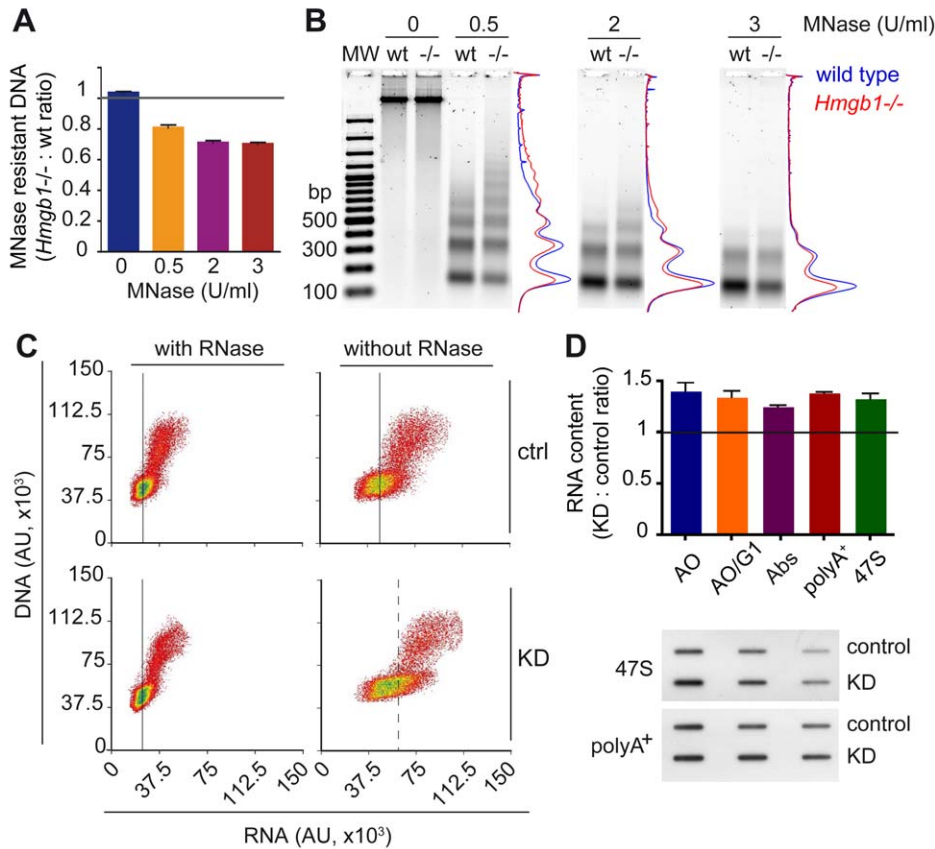 A
MNase resistant DNA
(Hmgb1-/- : wt ratio)
1
0.8
0.6
0.4
0.2
0
0 0.5 2 3
MNase (U/ml)
B
0 0.5 2 3 MNase (U/ml)
MW wt -/- wt -/- wt -/- wt -/-
wild type
Hmgb1-/-
bp
500
300
100
C
with RNase without RNase
150
112.5
75
37.5
0
ctrl
150
112.5
75
37.5
0
KD
DNA (AU, x10³)
0 37.5 75 112.5 150 0 37.5 75 112.5 150
RNA (AU, x10³)
D
RNA content
(KD : control ratio)
1.5
1
0.5
0
AO AO/G1 Abs polyA⁺ 47S
47S
control
KD
polyA⁺
control
KD